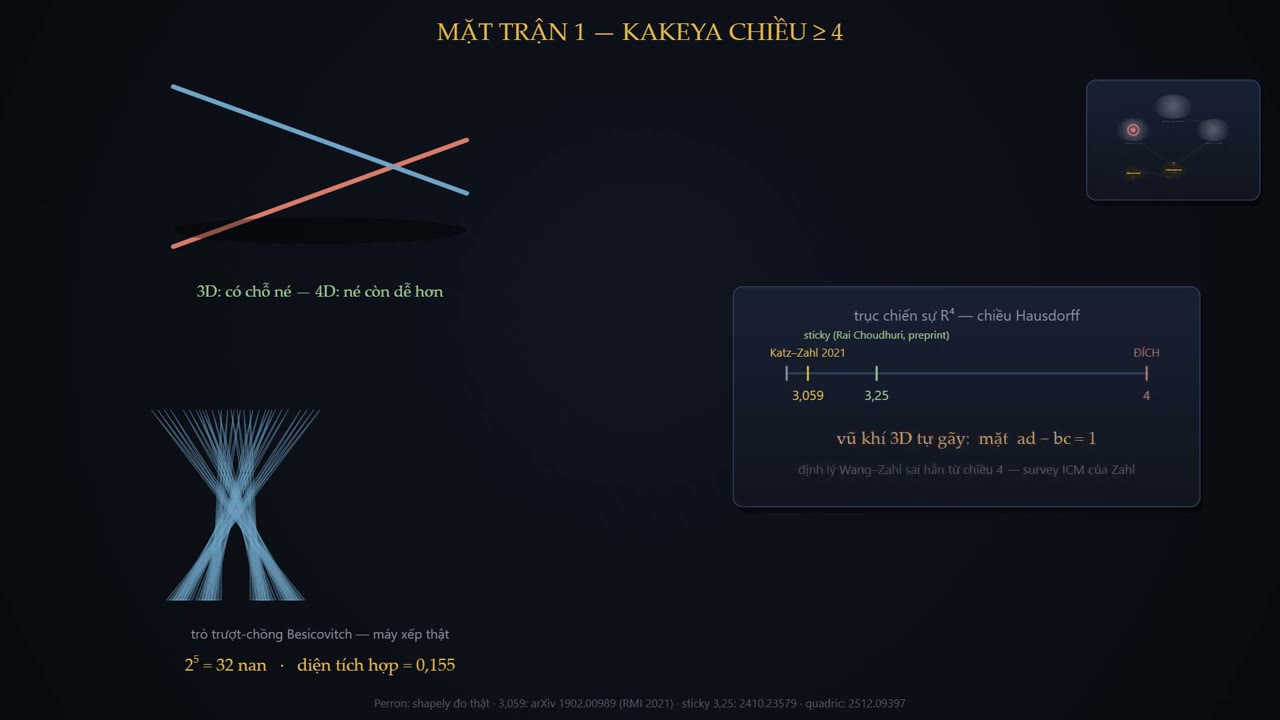 MẶT TRẬN 1 — KAKEYA CHIỀU ≥ 4
3D: có chỗ né — 4D: né còn dễ hơn
trục chiến sự R⁴ — chiều Hausdorff
sticky (Rai Choudhuri, preprint)
Katz–Zahl 2021
ĐÍCH
3,059
3,25
4
vũ khí 3D tự gãy: mặt ad − bc = 1
định lý Wang–Zahl sai hẳn từ chiều 4 — survey ICM của Zahl
trò trượt-chồng Besicovitch — máy xếp thật
2⁵ = 32 nan · diện tích hợp = 0,155
Perron: shapely đo thật · 3,059: arXiv 1902.00989 (RMI 2021) · sticky 3,25: 2410.23579 · quadric: 2512.09397